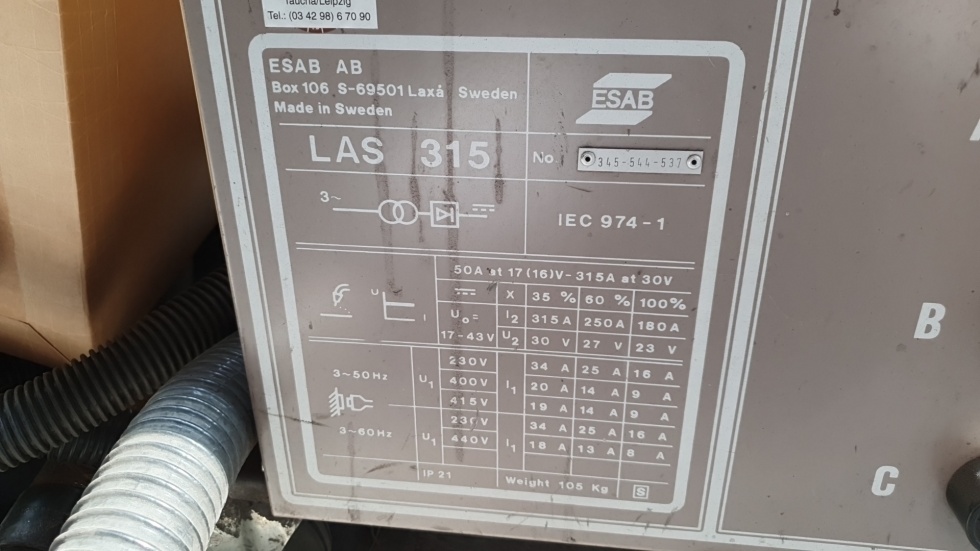 Taucha/Leipzig
Tel.: (03 42 98) 6 70 90
ESAB AB
Box 106 S-69501 Laxå Sweden
Made in Sweden
ESAB
LAS 315
No. 345-544-537
3~
IEC 974-1
50A at 17(16)V-315A at 30V
X 35 % 60 % 100%
U I
U₀= I₂ 315 A 250 A 180 A
17-43V U₂ 30 V 27 V 23 V
3~50Hz U₁ 230V I₁ 34 A 25 A 16 A
400V 20 A 14 A 9 A
415V 19 A 14 A 9 A
3~60Hz U₁ 230V I₁ 34 A 25 A 16 A
440V 18 A 13 A 8 A
IP 21 Weight 105 Kg S
B
C